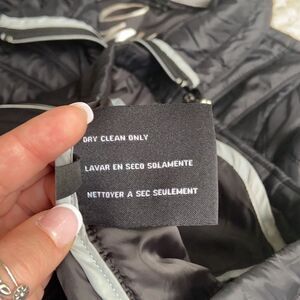 DRY CLEAN ONLY
LAVAR EN SECO SOLAMENTE
NETTOYER A SEC SEULEMENT